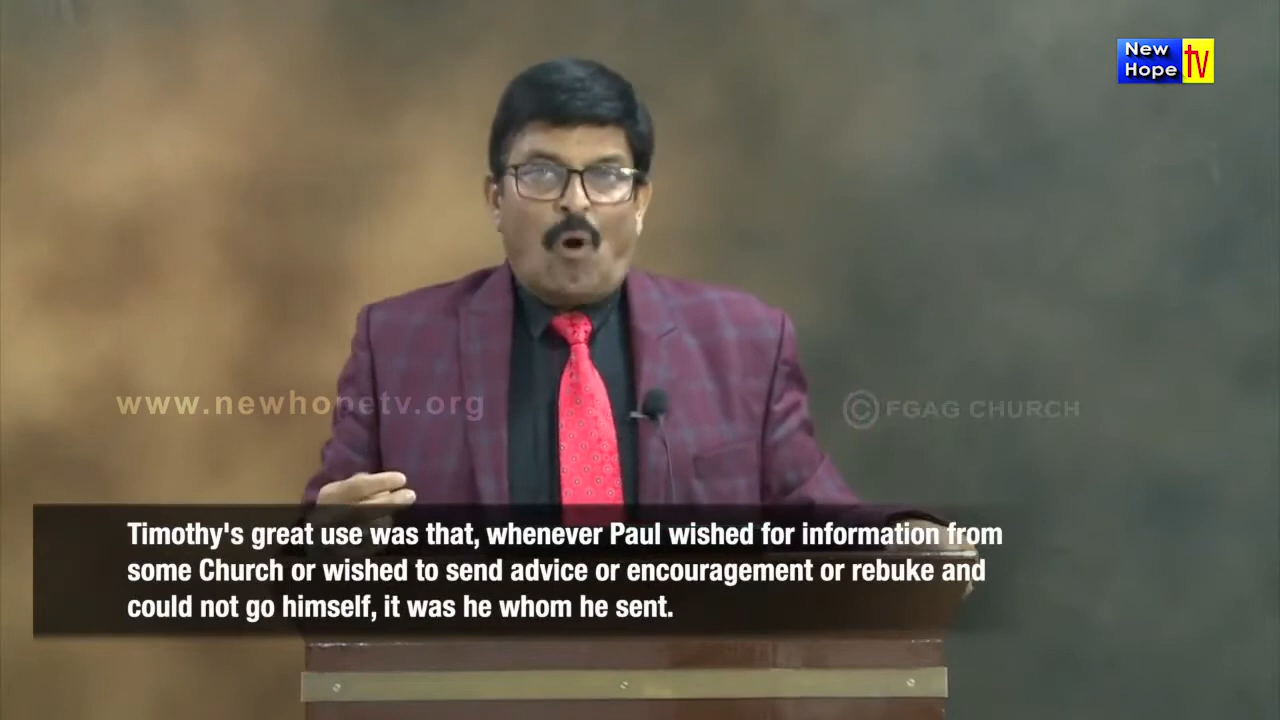 New
Hope
tv
www.newhopetv.org
© FGAG CHURCH
Timothy's great use was that, whenever Paul wished for information from
some Church or wished to send advice or encouragement or rebuke and
could not go himself, it was he whom he sent.